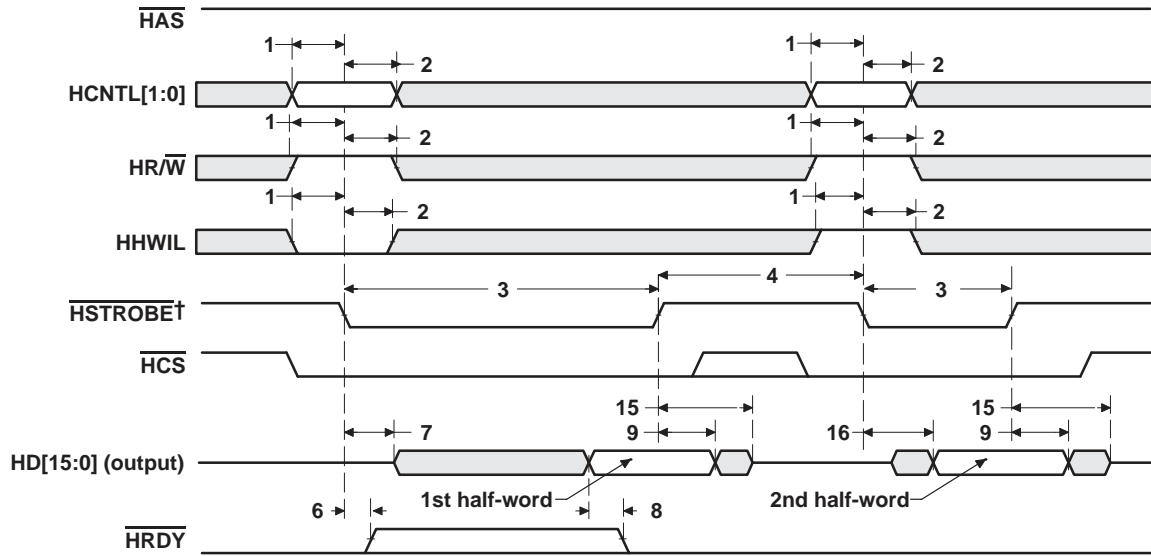 HAS
1
2
1
2
HCNTL[1:0]
1
2
1
2
HR/W
1
2
1
2
HHWIL
3
4
3
HSTROBE†
HCS
7
15
9
16
15
9
HD[15:0] (output)
1st half-word
2nd half-word
6
8
HRDY